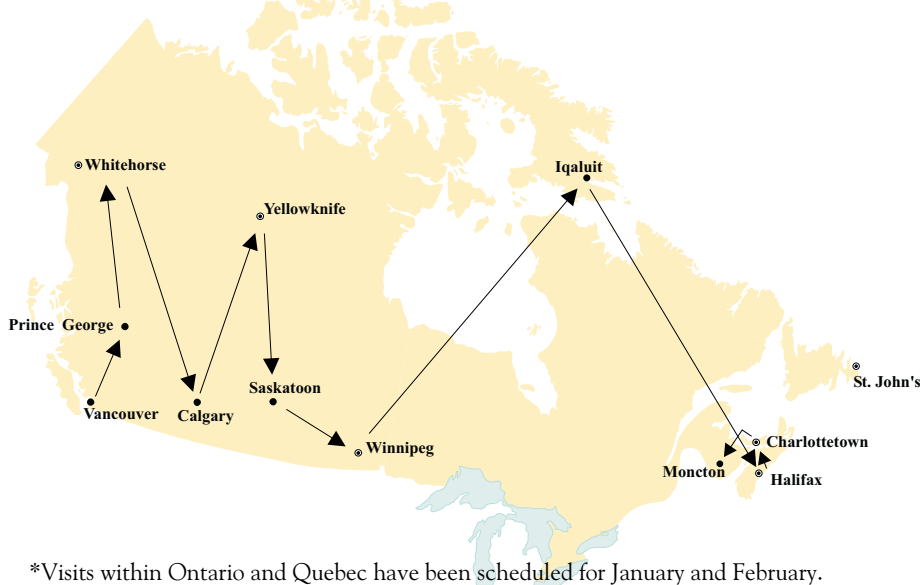 Whitehorse
Iqaluit
Yellowknife
Prince George
St. John's
Saskatoon
Vancouver
Calgary
Winnipeg
Charlottetown
Moncton
Halifax
*Visits within Ontario and Quebec have been scheduled for January and February.